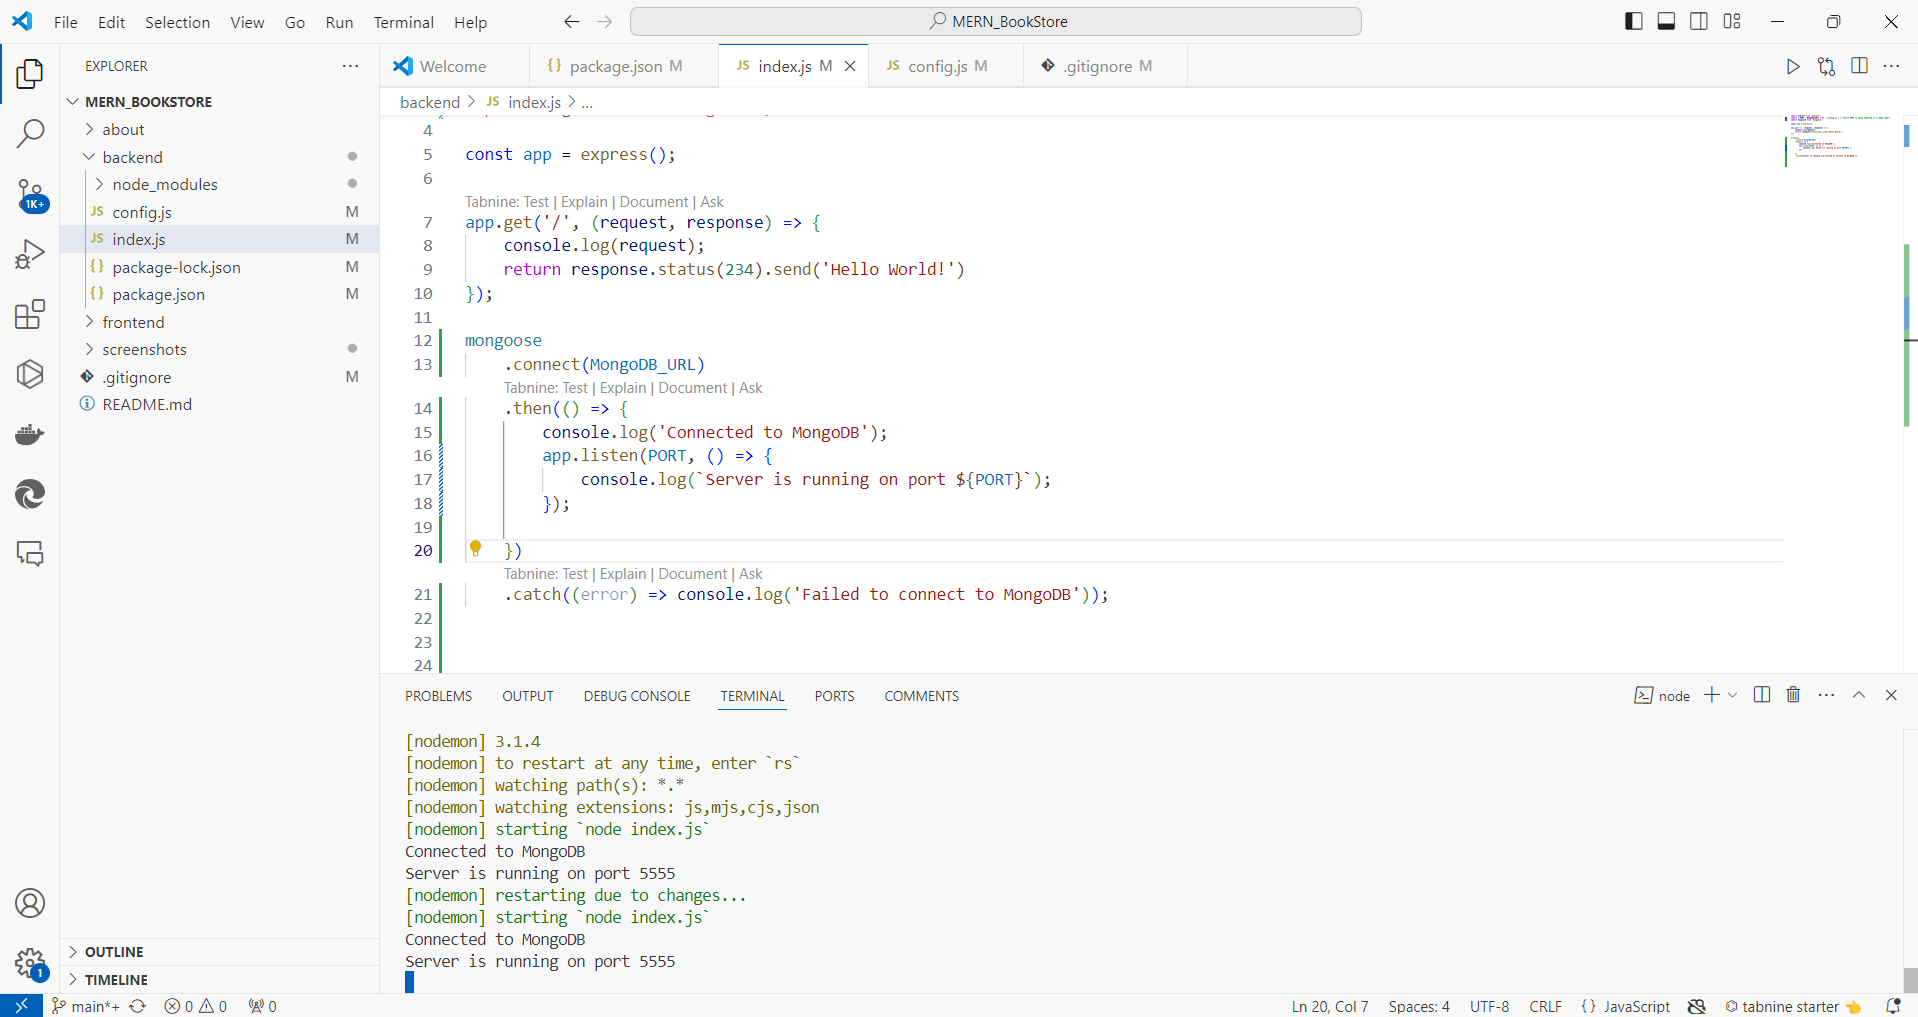 File Edit Selection View Go Run Terminal Help MERN_BookStore
EXPLORER
MERN_BOOKSTORE
about
backend
node_modules
JS config.js M
JS index.js M
{} package-lock.json M
{} package.json M
frontend
screenshots
.gitignore M
README.md
OUTLINE
TIMELINE
1K+
1
Welcome {} package.json M JS index.js M JS config.js M .gitignore M
backend > JS index.js > ...
4
5 const app = express();
6
Tabnine: Test | Explain | Document | Ask
7 app.get('/', (request, response) => {
8 console.log(request);
9 return response.status(234).send('Hello World!')
10 });
11
12 mongoose
13 .connect(MongoDB_URL)
Tabnine: Test | Explain | Document | Ask
14 .then(() => {
15 console.log('Connected to MongoDB');
16 app.listen(PORT, () => {
17 console.log(`Server is running on port ${PORT}`);
18 });
19
20 })
Tabnine: Test | Explain | Document | Ask
21 .catch((error) => console.log('Failed to connect to MongoDB'));
22
23
24
PROBLEMS OUTPUT DEBUG CONSOLE TERMINAL PORTS COMMENTS node
[nodemon] 3.1.4
[nodemon] to restart at any time, enter `rs`
[nodemon] watching path(s): *.*
[nodemon] watching extensions: js,mjs,cjs,json
[nodemon] starting `node index.js`
Connected to MongoDB
Server is running on port 5555
[nodemon] restarting due to changes...
[nodemon] starting `node index.js`
Connected to MongoDB
Server is running on port 5555
main*+ 0 0 0 Ln 20, Col 7 Spaces: 4 UTF-8 CRLF {} JavaScript tabnine starter